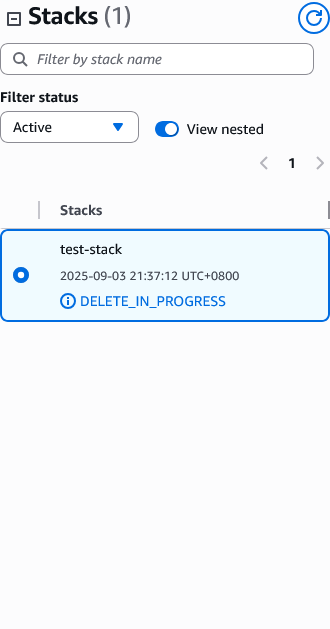 Stacks (1)
Filter by stack name
Filter status
Active
View nested
1
Stacks
test-stack
2025-09-03 21:37:12 UTC+0800
DELETE_IN_PROGRESS